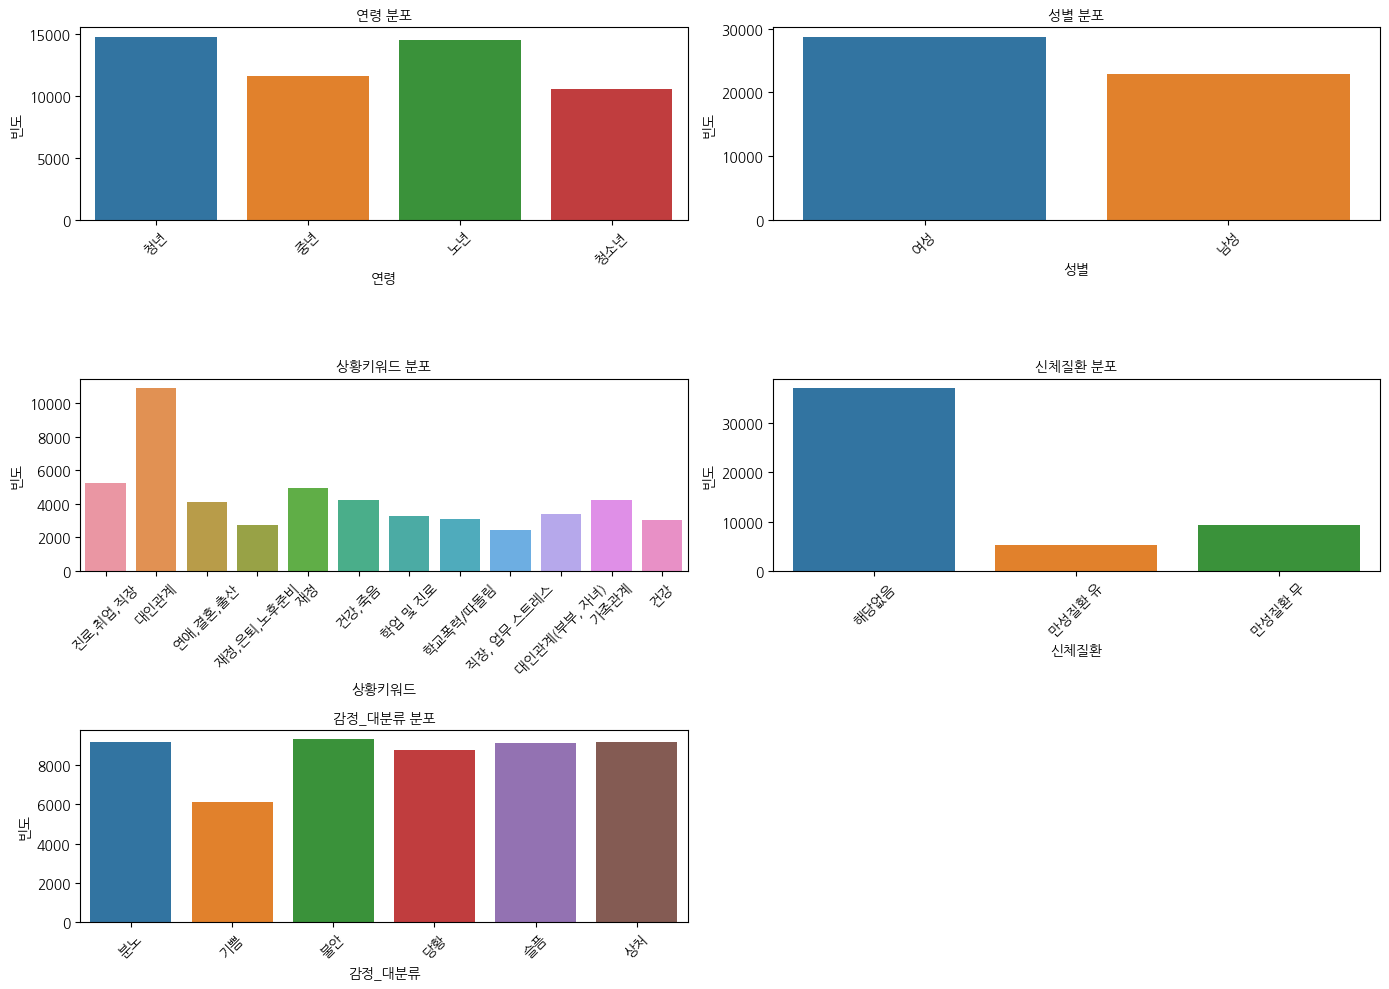 연령 분포
빈도
15000
10000
5000
0
청년
중년
노년
청소년
연령
성별 분포
빈도
30000
20000
10000
0
여성
남성
성별
상황키워드 분포
빈도
10000
8000
6000
4000
2000
0
진로,취업,직장
대인관계
연애,결혼,출산
재정,은퇴,노후준비
재정
건강,죽음
학업 및 진로
학교폭력/따돌림
직장, 업무 스트레스
대인관계(부부, 자녀)
가족관계
건강
상황키워드
신체질환 분포
빈도
30000
20000
10000
0
해당없음
만성질환 유
만성질환 무
신체질환
감정_대분류 분포
빈도
8000
6000
4000
2000
0
분노
기쁨
불안
당황
슬픔
상처
감정_대분류